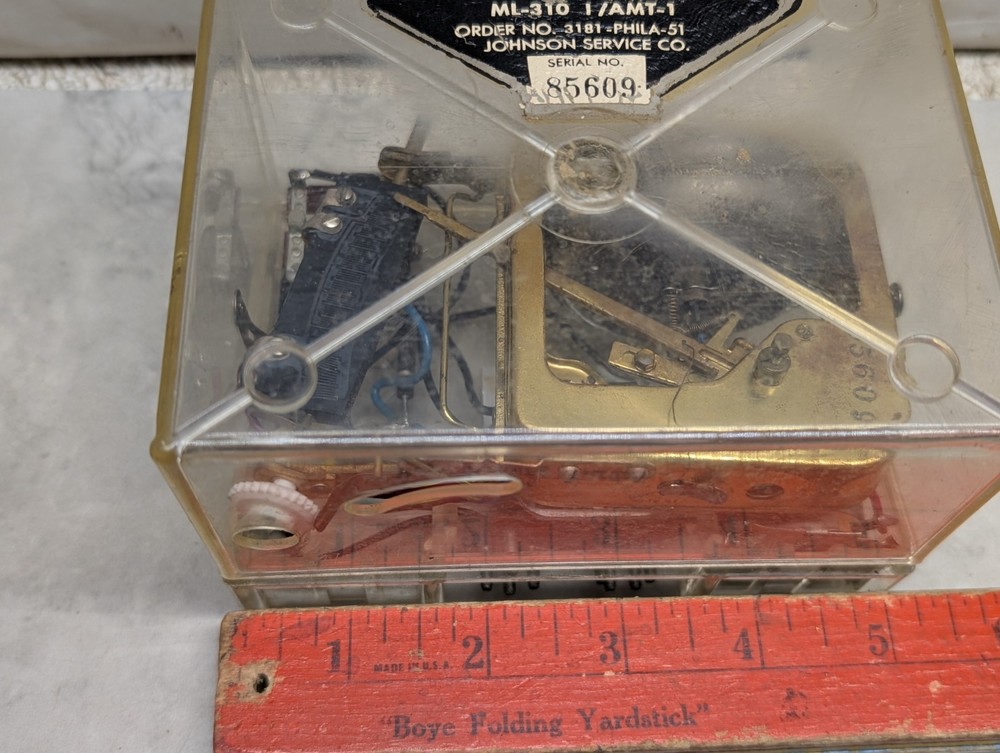 ML-310 /AMT-1
ORDER NO. 3181-PHILA-51
JOHNSON SERVICE CO.
SERIAL NO.
85609
1 2 3 4 5
MADE IN U.S.A.
"Boye Folding Yardstick"